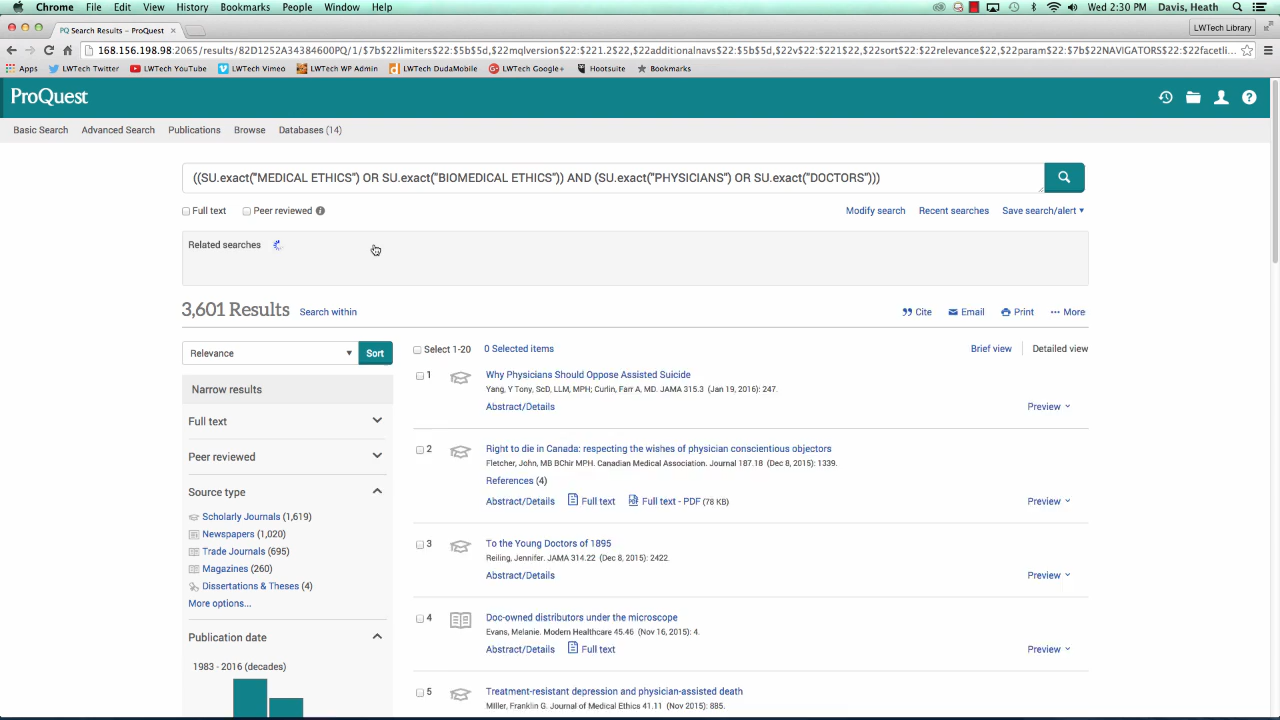 Chrome File Edit View History Bookmarks People Window Help Wed 2:30 PM Davis, Heath
PQ Search Results – ProQuest LWTech Library
168.156.198.98:2065/results/82D1252A34384600PQ/1/$7b$22limiters$22:$5b$5d,$22mqlversion$22:$221.2$22,$22additionalnavs$22:$5b$5d,$22v$22:$221$22,$22sort$22:$22relevance$22,$22param$22:$7b$22NAVIGATORS$22:$22facetli...
Apps LWTech Twitter LWTech YouTube LWTech Vimeo LWTech WP Admin LWTech DudaMobile LWTech Google+ Hootsuite Bookmarks
ProQuest
Basic Search Advanced Search Publications Browse Databases (14)
((SU.exact("MEDICAL ETHICS") OR SU.exact("BIOMEDICAL ETHICS")) AND (SU.exact("PHYSICIANS") OR SU.exact("DOCTORS")))
Full text Peer reviewed Modify search Recent searches Save search/alert
Related searches
3,601 Results Search within Cite Email Print More
Relevance Sort Select 1-20 0 Selected items Brief view Detailed view
Narrow results
Full text
Peer reviewed
Source type
Scholarly Journals (1,619)
Newspapers (1,020)
Trade Journals (695)
Magazines (260)
Dissertations & Theses (4)
More options...
Publication date
1983 - 2016 (decades)
1 Why Physicians Should Oppose Assisted Suicide
Yang, Y Tony, ScD, LLM, MPH; Curlin, Farr A, MD. JAMA 315.3 (Jan 19, 2016): 247.
Abstract/Details Preview
2 Right to die in Canada: respecting the wishes of physician conscientious objectors
Fletcher, John, MB BChir MPH. Canadian Medical Association. Journal 187.18 (Dec 8, 2015): 1339.
References (4)
Abstract/Details Full text Full text - PDF (78 KB) Preview
3 To the Young Doctors of 1895
Reiling, Jennifer. JAMA 314.22 (Dec 8, 2015): 2422.
Abstract/Details Preview
4 Doc-owned distributors under the microscope
Evans, Melanie. Modern Healthcare 45.46 (Nov 16, 2015): 4.
Abstract/Details Full text Preview
5 Treatment-resistant depression and physician-assisted death
Miller, Franklin G. Journal of Medical Ethics 41.11 (Nov 2015): 885.